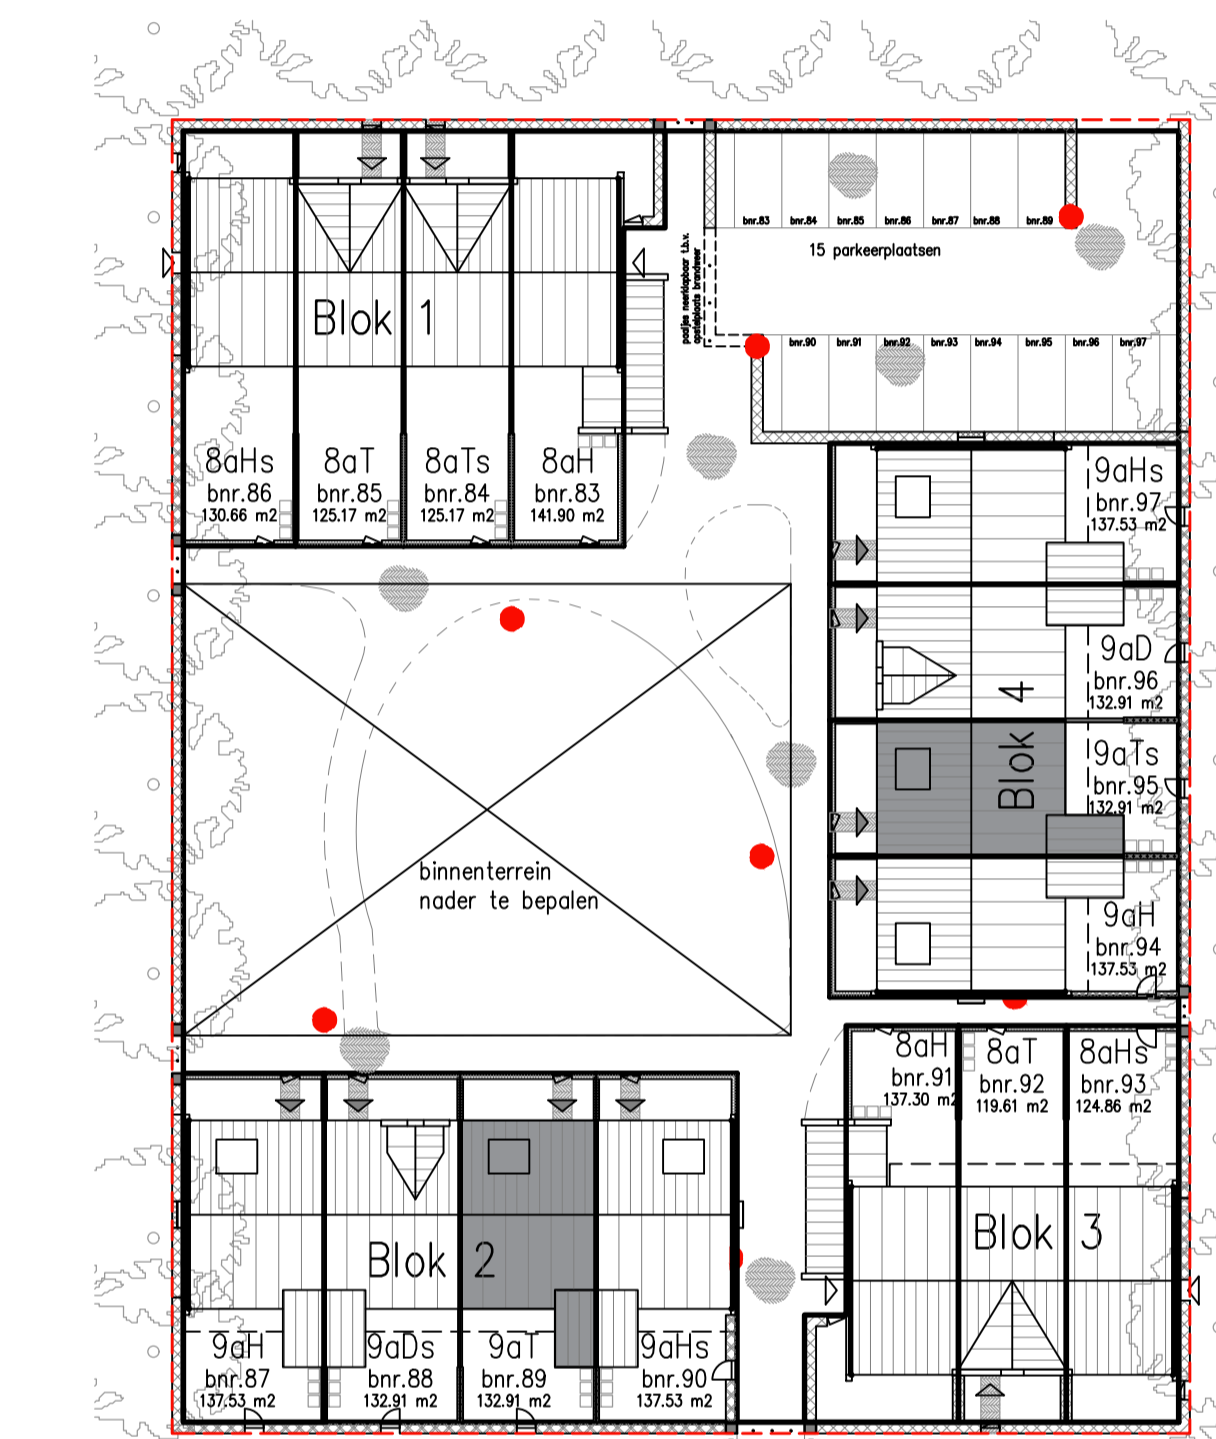 bnr.83 bnr.84 bnr.85 bnr.86 bnr.87 bnr.88 bnr.89
15 parkeerplaatsen
paaltjes neerklapbaar t.b.v.
opstelplaats brandweer
bnr.90 bnr.91 bnr.92 bnr.93 bnr.94 bnr.95 bnr.96 bnr.97
Blok 1
8aHs
bnr.86
130.66 m2
8aT
bnr.85
125.17 m2
8aTs
bnr.84
125.17 m2
8aH
bnr.83
141.90 m2
9aHs
bnr.97
137.53 m2
9aD
bnr.96
132.91 m2
Blok 4
9aTs
bnr.95
132.91 m2
9aH
bnr.94
137.53 m2
binnenterrein
nader te bepalen
8aH
bnr.91
137.30 m2
8aT
bnr.92
119.61 m2
8aHs
bnr.93
124.86 m2
Blok 3
Blok 2
9aH
bnr.87
137.53 m2
9aDs
bnr.88
132.91 m2
9aT
bnr.89
132.91 m2
9aHs
bnr.90
137.53 m2